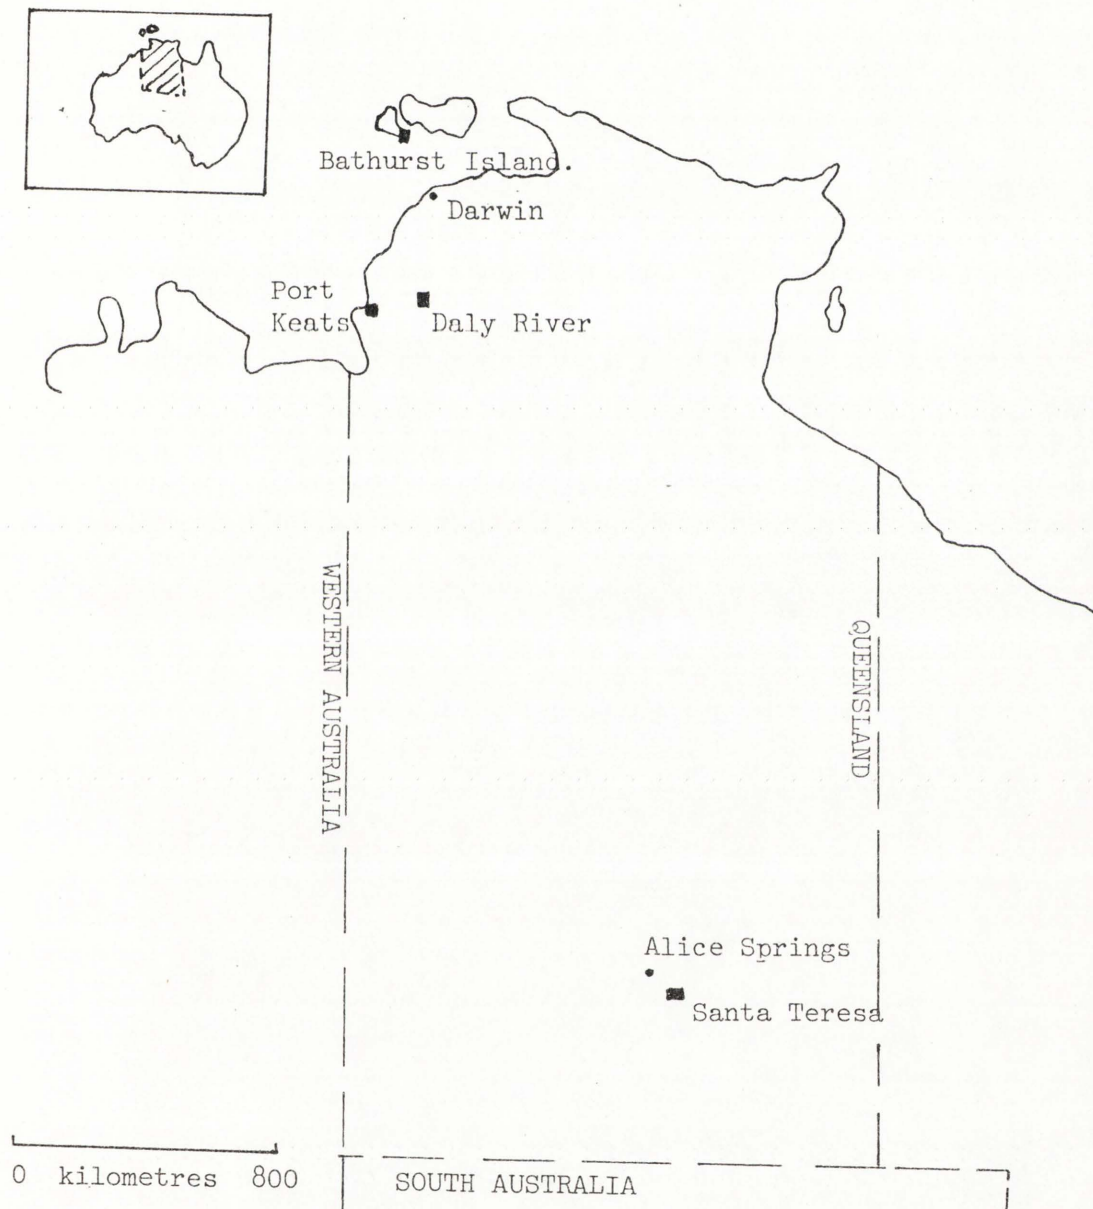 Bathurst Island.
Darwin
Port
Keats
Daly River
WESTERN AUSTRALIA
QUEENSLAND
Alice Springs
Santa Teresa
0 kilometres 800
SOUTH AUSTRALIA